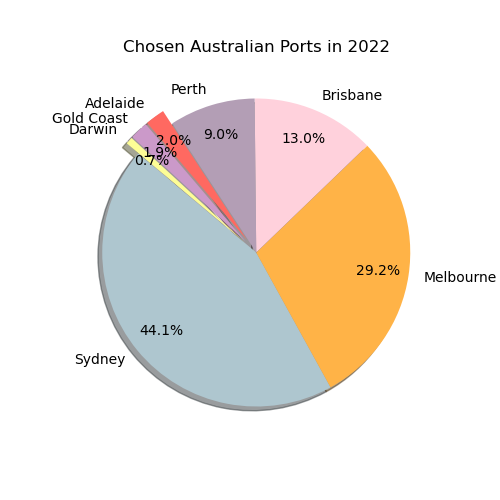 Chosen Australian Ports in 2022
Perth
9.0%
Brisbane
13.0%
Adelaide
2.0%
Gold Coast
1.9%
Darwin
0.7%
Melbourne
29.2%
Sydney
44.1%